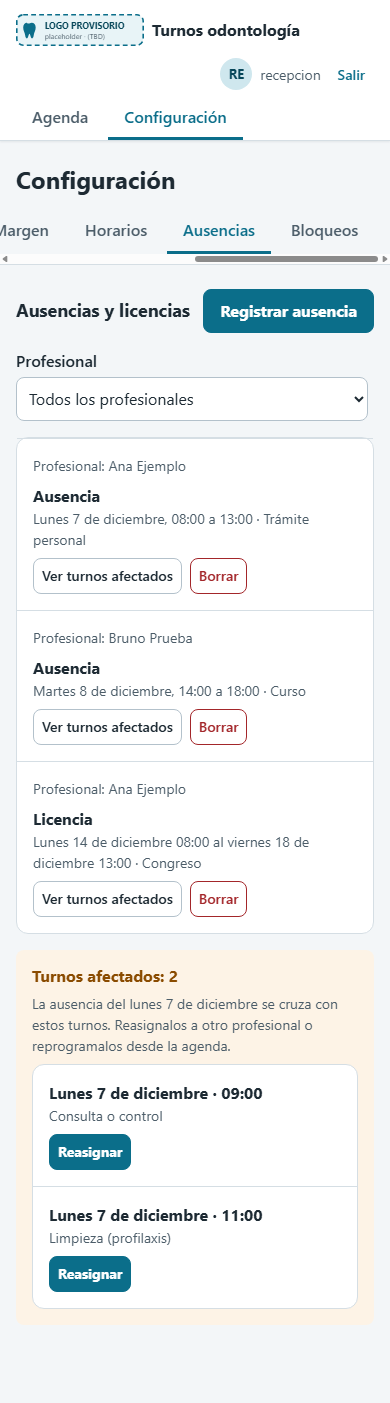 LOGO PROVISORIO
placeholder · (TBD)
Turnos odontología
RE
recepcion
Salir
Agenda
Configuración
Configuración
Margen
Horarios
Ausencias
Bloqueos
Ausencias y licencias
Registrar ausencia
Profesional
Todos los profesionales
Profesional: Ana Ejemplo
Ausencia
Lunes 7 de diciembre, 08:00 a 13:00 · Trámite
personal
Ver turnos afectados
Borrar
Profesional: Bruno Prueba
Ausencia
Martes 8 de diciembre, 14:00 a 18:00 · Curso
Ver turnos afectados
Borrar
Profesional: Ana Ejemplo
Licencia
Lunes 14 de diciembre 08:00 al viernes 18 de
diciembre 13:00 · Congreso
Ver turnos afectados
Borrar
Turnos afectados: 2
La ausencia del lunes 7 de diciembre se cruza con
estos turnos. Reasignalos a otro profesional o
reprogramalos desde la agenda.
Lunes 7 de diciembre · 09:00
Consulta o control
Reasignar
Lunes 7 de diciembre · 11:00
Limpieza (profilaxis)
Reasignar